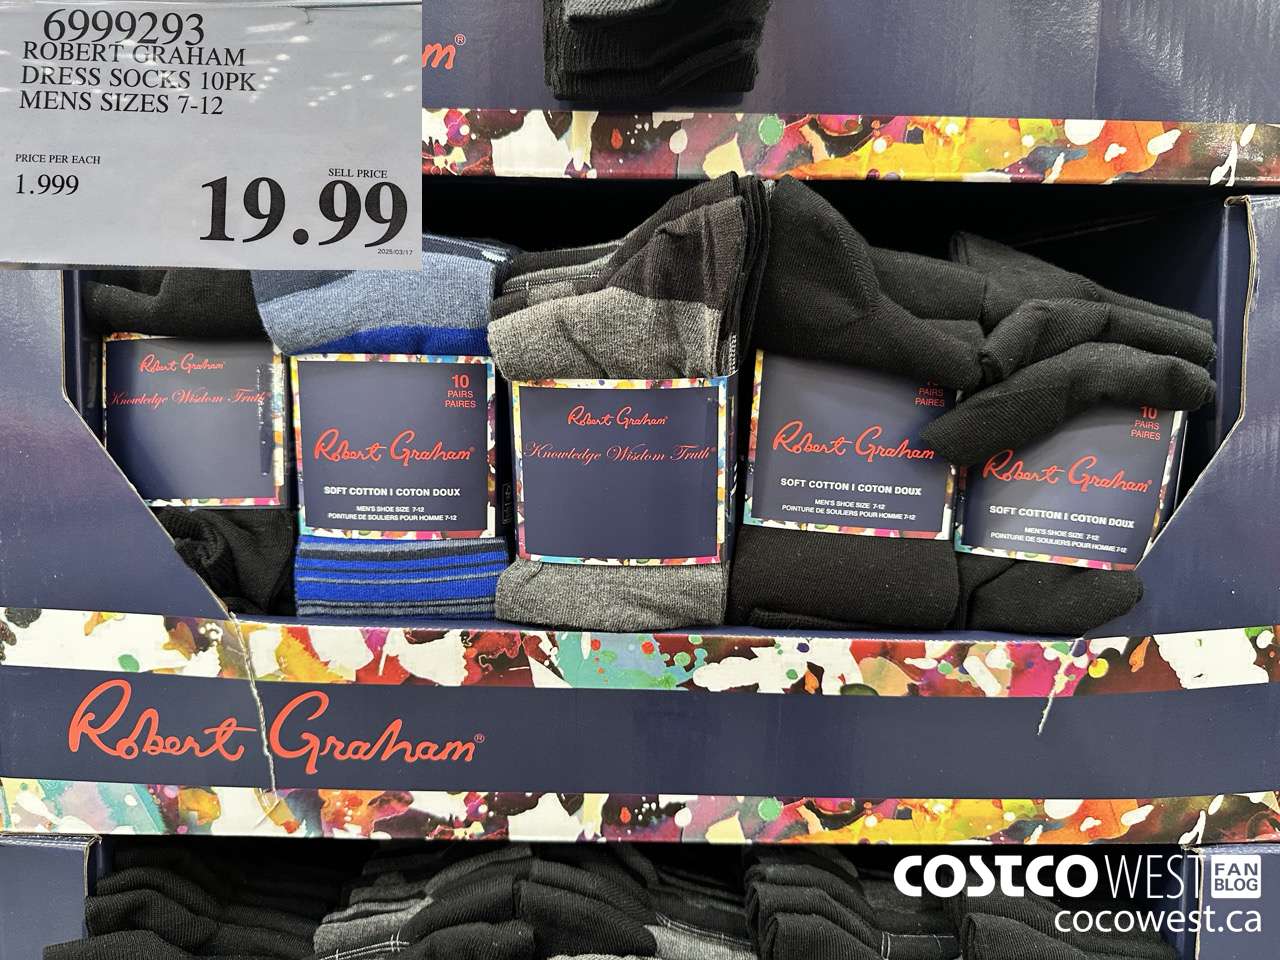 6999293
ROBERT GRAHAM
DRESS SOCKS 10PK
MENS SIZES 7-12
PRICE PER EACH
1.999
SELL PRICE
19.99
2025/03/17
m®
Robert Graham®
Knowledge Wisdom Truth®
10
PAIRS
PAIRES
Robert Graham®
SOFT COTTON | COTON DOUX
MEN'S SHOE SIZE 7-12
POINTURE DE SOULIERS POUR HOMME 7-12
Robert Graham®
Knowledge Wisdom Truth®
PAIRS
PAIRES
Robert Graham
SOFT COTTON | COTON DOUX
MEN'S SHOE SIZE 7-12
POINTURE DE SOULIERS POUR HOMME 7-12
10
PAIRS
PAIRES
Robert Graham®
SOFT COTTON | COTON DOUX
MEN'S SHOE SIZE 7-12
POINTURE DE SOULIERS POUR HOMME 7-12
Robert Graham®
COSTCO WEST FAN BLOG
cocowest.ca